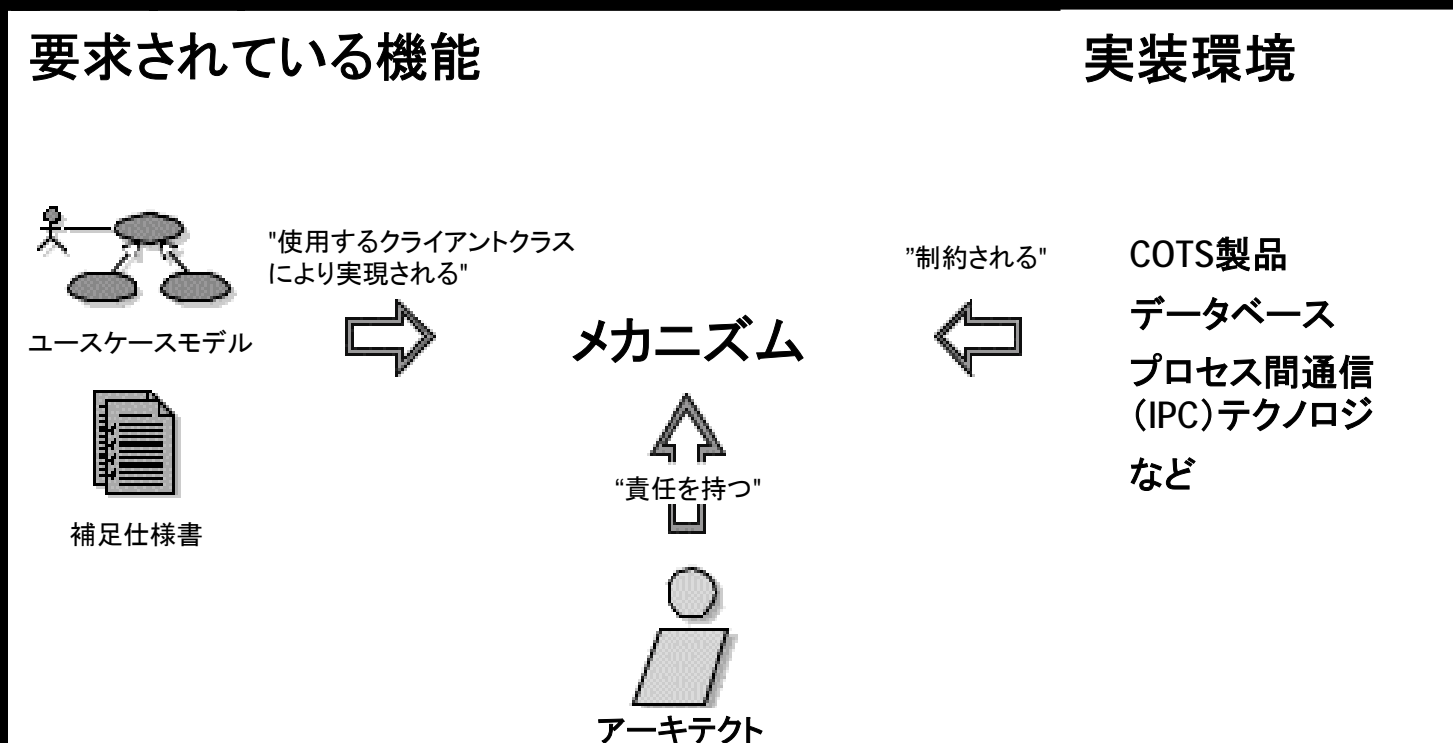 要求されている機能
実装環境
"使用するクライアントクラス
により実現される"
ユースケースモデル
補足仕様書
メカニズム
“責任を持つ"
アーキテクト
”制約される"
COTS製品
データベース
プロセス間通信
（IPC）テクノロジ
など